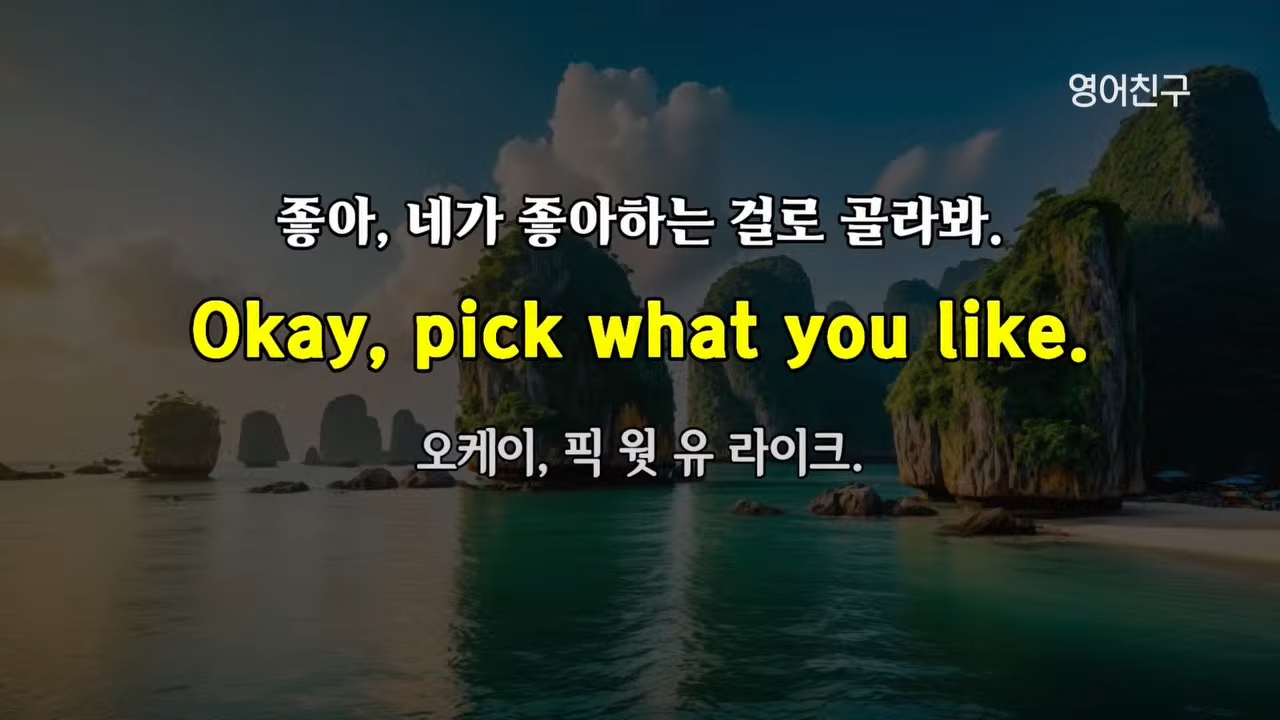 영어친구
좋아, 네가 좋아하는 걸로 골라봐.
Okay, pick what you like.
오케이, 픽 웟 유 라이크.